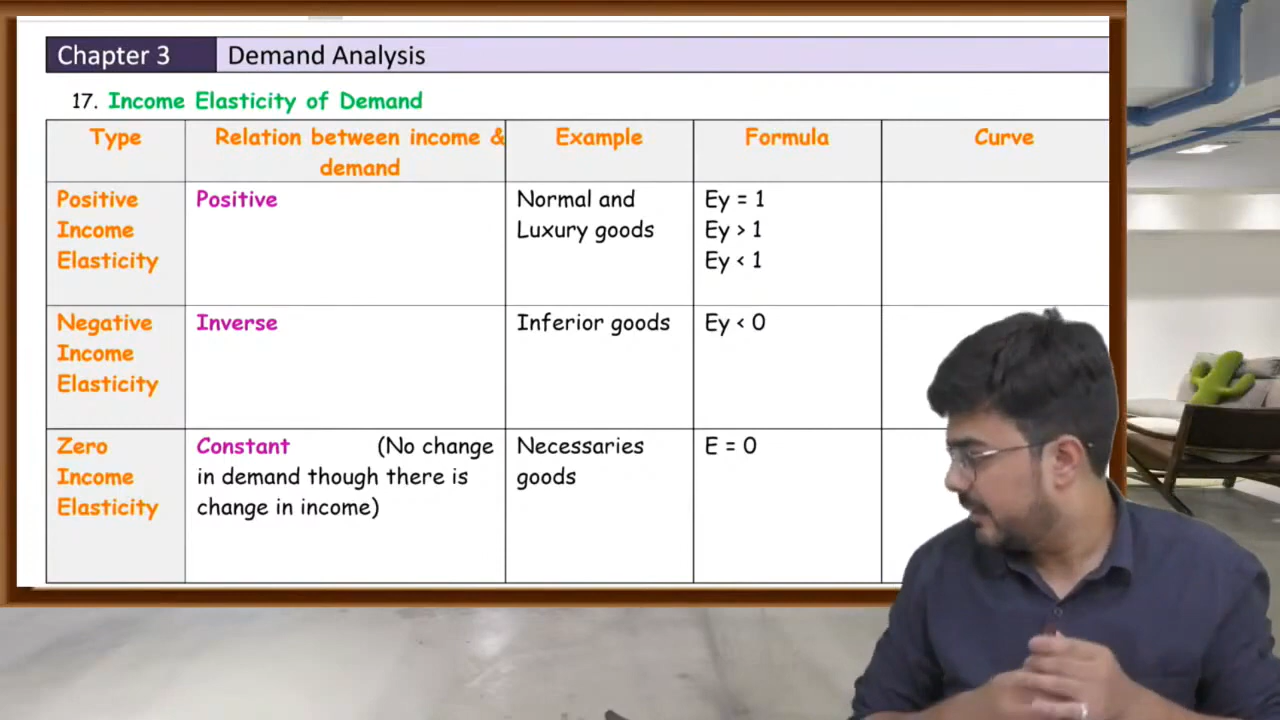 Chapter 3 Demand Analysis
17. Income Elasticity of Demand
Type Relation between income & demand Example Formula Curve
Positive Income Elasticity
Positive
Normal and Luxury goods
Ey = 1
Ey > 1
Ey < 1
Negative Income Elasticity
Inverse
Inferior goods
Ey < 0
Zero Income Elasticity
Constant (No change
in demand though there is
change in income)
Necessaries goods
E = 0